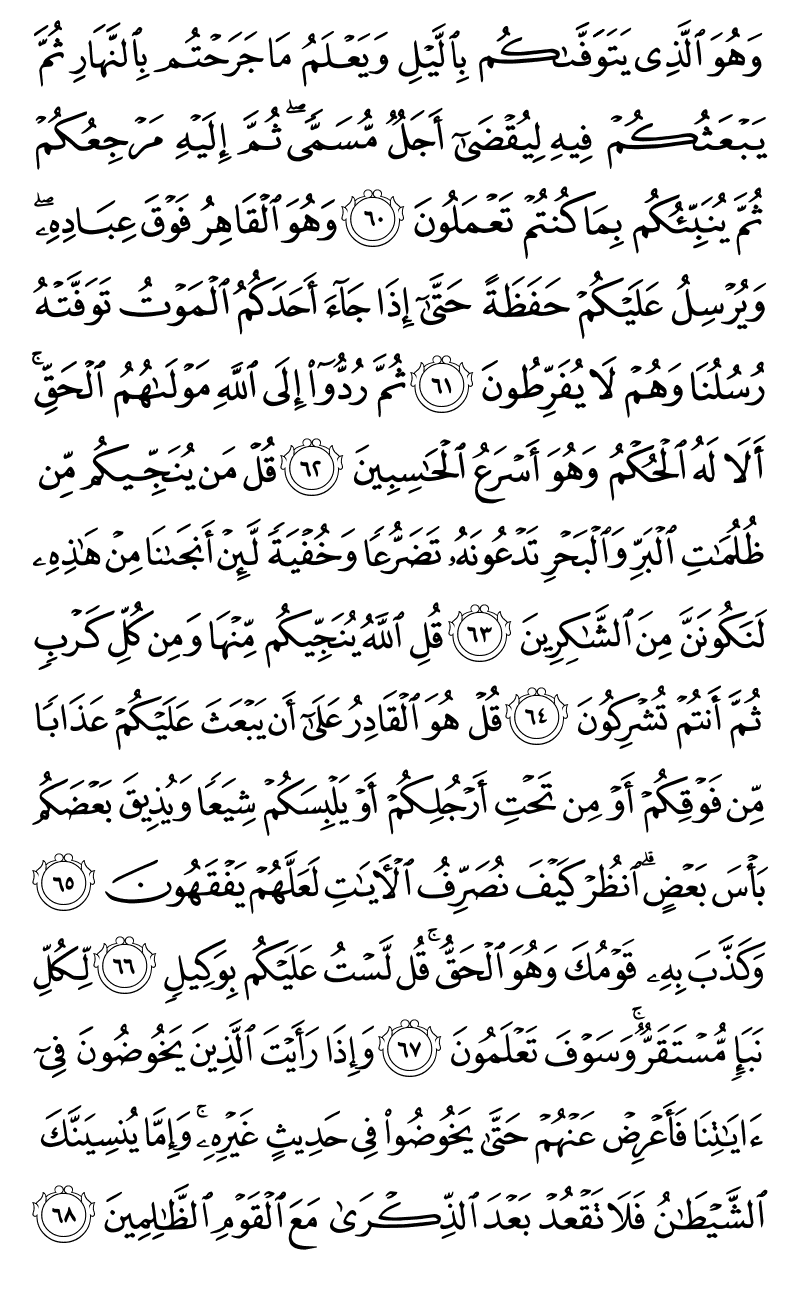 وَهُوَ ٱلَّذِى يَتَوَفَّىٰكُم بِٱلَّيْلِ وَيَعْلَمُ مَا جَرَحْتُم بِٱلنَّهَارِ ثُمَّ
يَبْعَثُكُمْ فِيهِ لِيُقْضَىٰٓ أَجَلٌ مُّسَمًّى ۖ ثُمَّ إِلَيْهِ مَرْجِعُكُمْ
ثُمَّ يُنَبِّئُكُم بِمَا كُنتُمْ تَعْمَلُونَ ٦٠ وَهُوَ ٱلْقَاهِرُ فَوْقَ عِبَادِهِۦ ۖ
وَيُرْسِلُ عَلَيْكُمْ حَفَظَةً حَتَّىٰٓ إِذَا جَآءَ أَحَدَكُمُ ٱلْمَوْتُ تَوَفَّتْهُ
رُسُلُنَا وَهُمْ لَا يُفَرِّطُونَ ٦١ ثُمَّ رُدُّوٓا۟ إِلَى ٱللَّهِ مَوْلَىٰهُمُ ٱلْحَقِّ ۚ
أَلَا لَهُ ٱلْحُكْمُ وَهُوَ أَسْرَعُ ٱلْحَٰسِبِينَ ٦٢ قُلْ مَن يُنَجِّيكُم مِّن
ظُلُمَٰتِ ٱلْبَرِّ وَٱلْبَحْرِ تَدْعُونَهُۥ تَضَرُّعًا وَخُفْيَةً لَّئِنْ أَنجَىٰنَا مِنْ هَٰذِهِۦ
لَنَكُونَنَّ مِنَ ٱلشَّٰكِرِينَ ٦٣ قُلِ ٱللَّهُ يُنَجِّيكُم مِّنْهَا وَمِن كُلِّ كَرْبٍ
ثُمَّ أَنتُمْ تُشْرِكُونَ ٦٤ قُلْ هُوَ ٱلْقَادِرُ عَلَىٰٓ أَن يَبْعَثَ عَلَيْكُمْ عَذَابًا
مِّن فَوْقِكُمْ أَوْ مِن تَحْتِ أَرْجُلِكُمْ أَوْ يَلْبِسَكُمْ شِيَعًا وَيُذِيقَ بَعْضَكُم
بَأْسَ بَعْضٍ ۗ ٱنظُرْ كَيْفَ نُصَرِّفُ ٱلْءَايَٰتِ لَعَلَّهُمْ يَفْقَهُونَ ٦٥
وَكَذَّبَ بِهِۦ قَوْمُكَ وَهُوَ ٱلْحَقُّ ۚ قُل لَّسْتُ عَلَيْكُم بِوَكِيلٍ ٦٦ لِّكُلِّ
نَبَإٍ مُّسْتَقَرٌّ ۚ وَسَوْفَ تَعْلَمُونَ ٦٧ وَإِذَا رَأَيْتَ ٱلَّذِينَ يَخُوضُونَ فِىٓ
ءَايَٰتِنَا فَأَعْرِضْ عَنْهُمْ حَتَّىٰ يَخُوضُوا۟ فِى حَدِيثٍ غَيْرِهِۦ ۚ وَإِمَّا يُنسِيَنَّكَ
ٱلشَّيْطَٰنُ فَلَا تَقْعُدْ بَعْدَ ٱلذِّكْرَىٰ مَعَ ٱلْقَوْمِ ٱلظَّٰلِمِينَ ٦٨